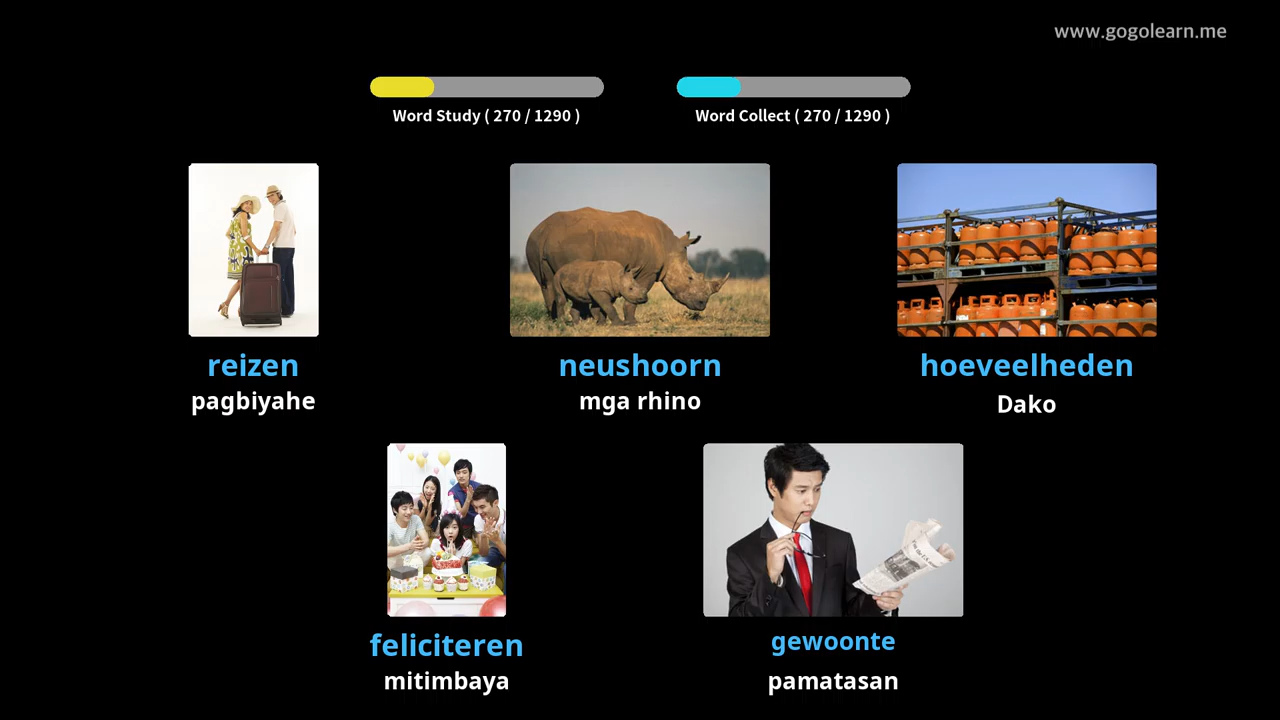 www.gogolearn.me
Word Study ( 270 / 1290 )
Word Collect ( 270 / 1290 )
reizen
pagbiyahe
neushoorn
mga rhino
hoeveelheden
Dako
feliciteren
mitimbaya
gewoonte
pamatasan